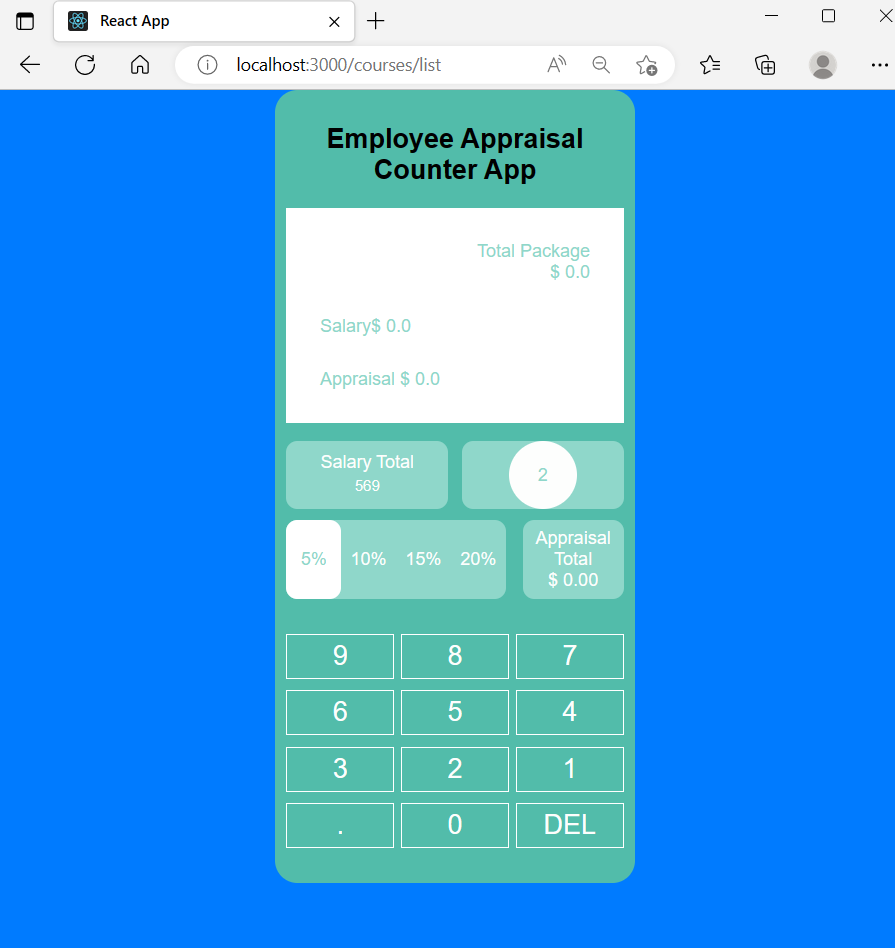 React App
localhost:3000/courses/list
Employee Appraisal
Counter App
Total Package
$ 0.0
Salary$ 0.0
Appraisal $ 0.0
Salary Total
569
2
5% 10% 15% 20%
Appraisal
Total
$ 0.00
9 8 7
6 5 4
3 2 1
. 0 DEL